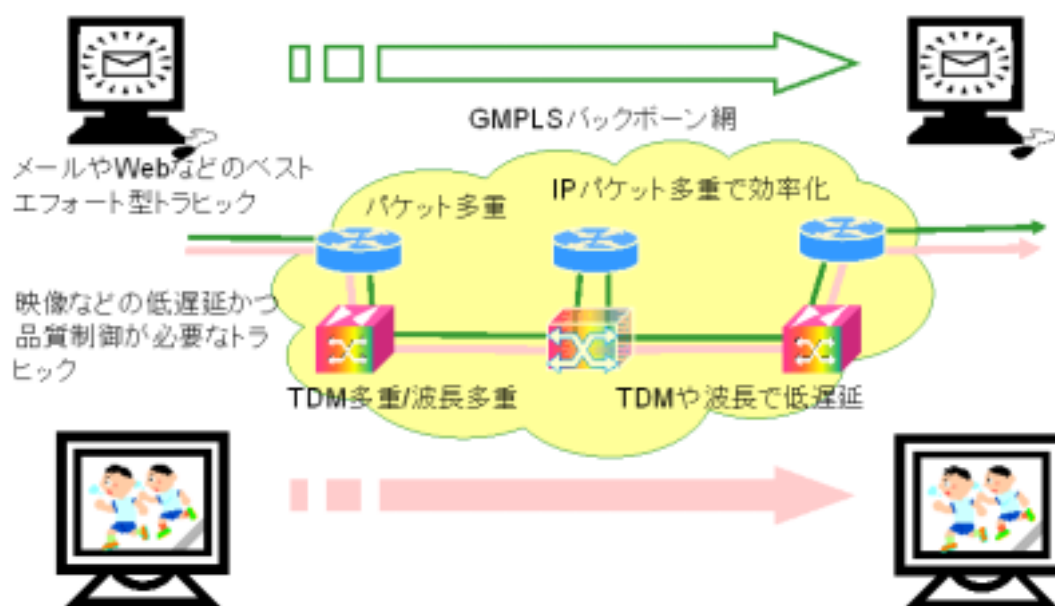 GMPLSバックボーン網
メールやWebなどのベスト
エフォート型トラヒック
パケット多重
IPパケット多重で効率化
映像などの低遅延かつ
品質制御が必要なトラ
ヒック
TDM多重/波長多重
TDMや波長で低遅延